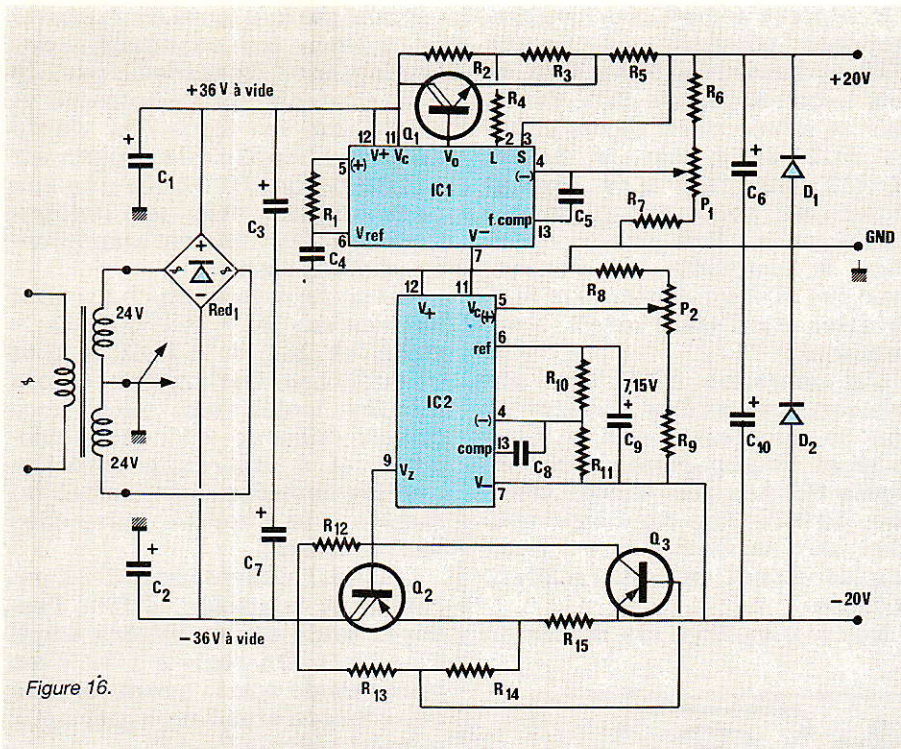 R2
R3
R5
+20V
+36V à vide
R4
R6
+
C1
12
11
Q1
2
3
V+
Vc
Vo
L
S
5
(+)
4
(−)
IC1
R1
+
C3
C5
P1
+
C6
D1
R7
f.comp
13
Vref
6
V−
7
C4
GND
+
−
Red1
24V
24V
12
11
V+
Vc
(+)
5
R8
P2
6
ref
R10
7,15V
+
C9
IC2
4
(−)
comp
13
C8
R11
R9
+
C10
D2
9
Vz
V−
7
+
C7
+
C2
R12
Q3
Q2
−36V à vide
R15
−20V
R13
R14
Figure 16.